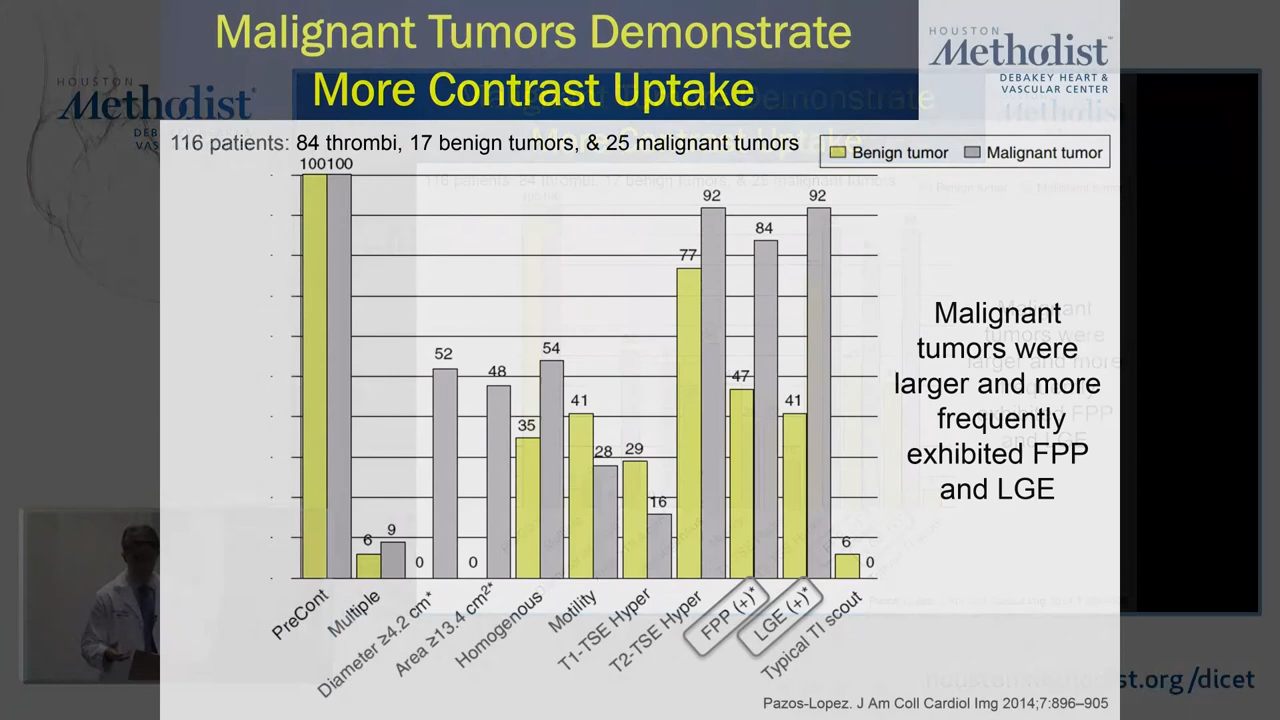 Malignant Tumors Demonstrate
More Contrast Uptake
HOUSTON
Methodist
DEBAKEY HEART &
VASCULAR CENTER
HOUSTON
Methodist
116 patients: 84 thrombi, 17 benign tumors, & 25 malignant tumors
Benign tumor
Malignant tumor
100 100
6
9
0
52
0
48
35
54
41
28
29
16
77
92
47
84
41
92
6
0
PreCont
Multiple
Diameter ≥4.2 cm*
Area ≥13.4 cm²*
Homogenous
Motility
T1-TSE Hyper
T2-TSE Hyper
FPP (+)*
LGE (+)*
Typical TI scout
Malignant
tumors were
larger and more
frequently
exhibited FPP
and LGE
Pazos-Lopez. J Am Coll Cardiol Img 2014;7:896–905
houstonmethodist.org/dicet